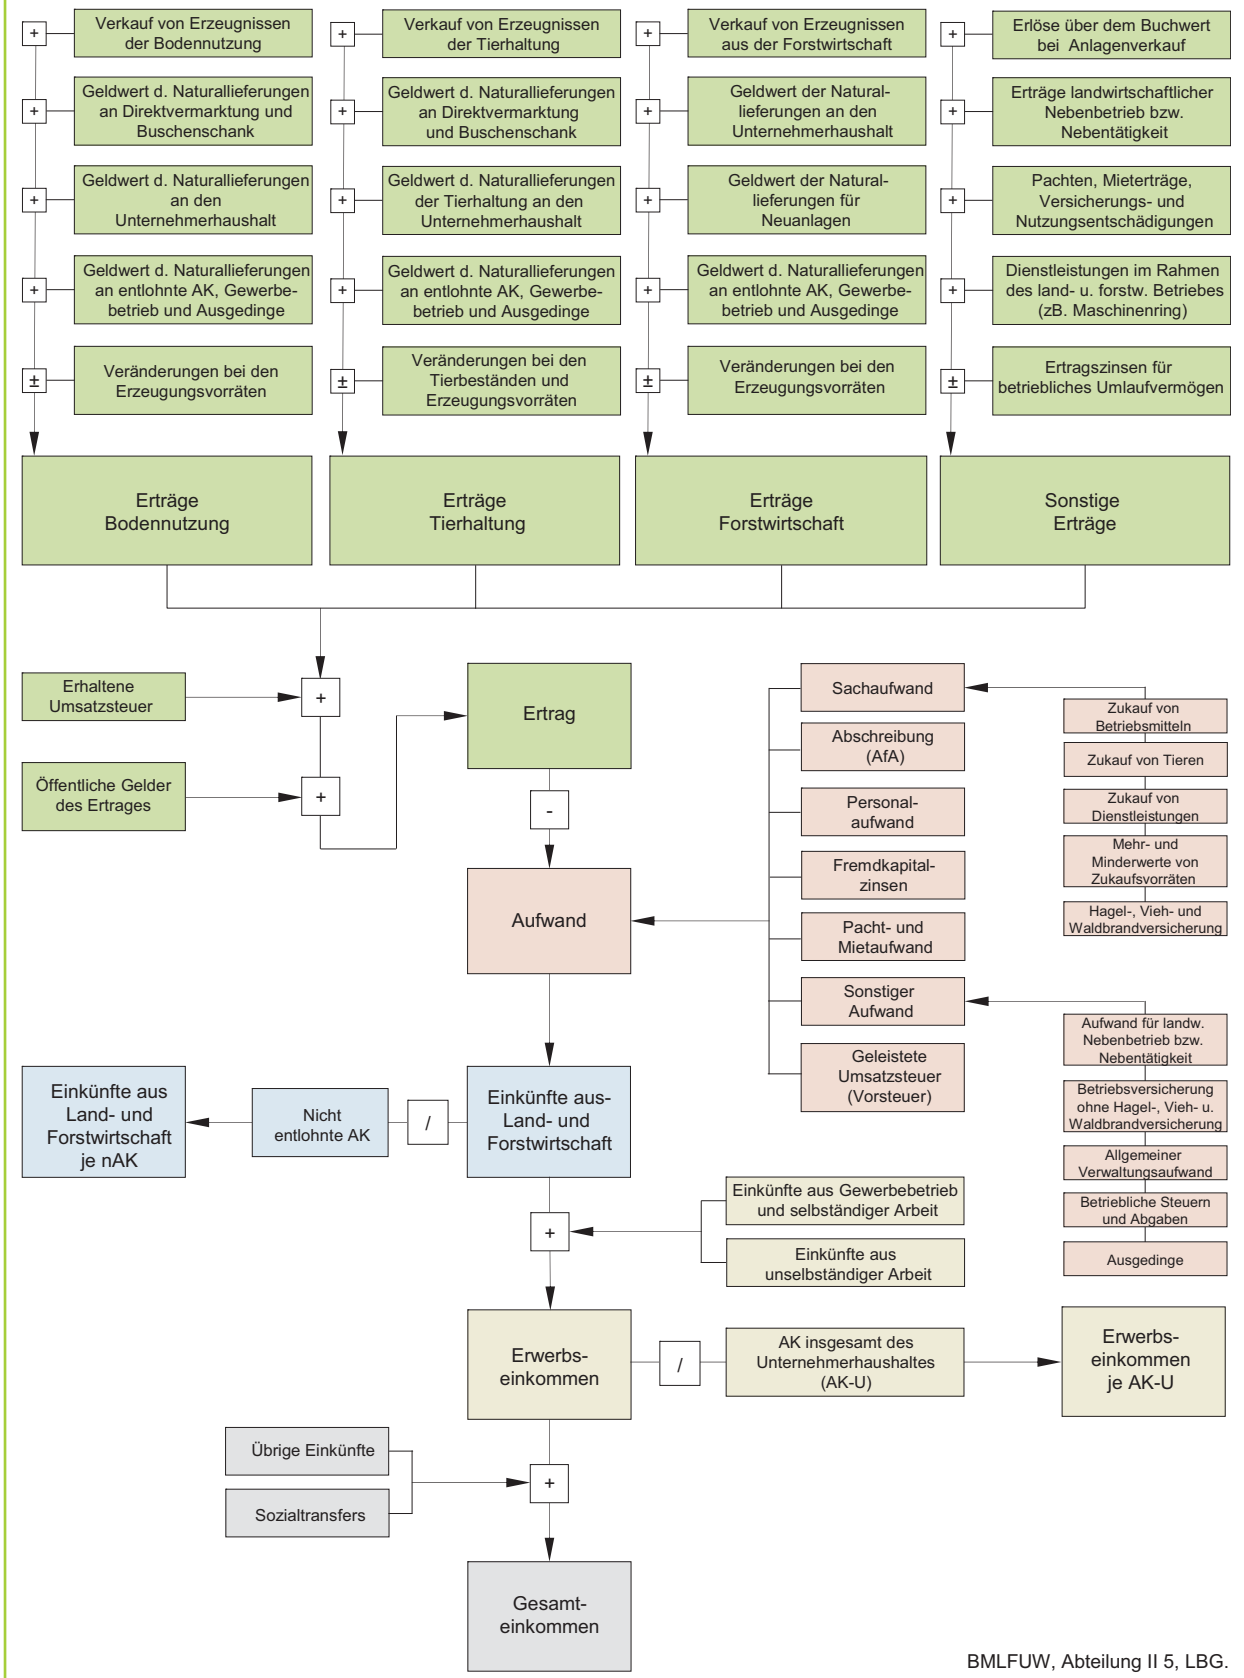 +
Verkauf von Erzeugnissen
der Bodennutzung
+
Geldwert d. Naturallieferungen
an Direktvermarktung und
Buschenschank
+
Geldwert d. Naturallieferungen
an den
Unternehmerhaushalt
+
Geldwert d. Naturallieferungen
an entlohnte AK, Gewerbe-
betrieb und Ausgedinge
±
Veränderungen bei den
Erzeugungsvorräten
Erträge
Bodennutzung
+
Verkauf von Erzeugnissen
der Tierhaltung
+
Geldwert d. Naturallieferungen
an Direktvermarktung
und Buschenschank
+
Geldwert d. Naturallieferungen
der Tierhaltung an den
Unternehmerhaushalt
+
Geldwert d. Naturallieferungen
an entlohnte AK, Gewerbe-
betrieb und Ausgedinge
±
Veränderungen bei den
Tierbeständen und
Erzeugungsvorräten
Erträge
Tierhaltung
+
Verkauf von Erzeugnissen
aus der Forstwirtschaft
+
Geldwert der Natural-
lieferungen an den
Unternehmerhaushalt
+
Geldwert der Natural-
lieferungen für
Neuanlagen
+
Geldwert d. Naturallieferungen
an entlohnte AK, Gewerbe-
betrieb und Ausgedinge
±
Veränderungen bei den
Erzeugungsvorräten
Erträge
Forstwirtschaft
+
Erlöse über dem Buchwert
bei Anlagenverkauf
+
Erträge landwirtschaftlicher
Nebenbetrieb bzw.
Nebentätigkeit
+
Pachten, Mieterträge,
Versicherungs- und
Nutzungsentschädigungen
+
Dienstleistungen im Rahmen
des land- u. forstw. Betriebes
(zB. Maschinenring)
±
Ertragszinsen für
betriebliches Umlaufvermögen
Sonstige
Erträge
Erhaltene
Umsatzsteuer
+
Öffentliche Gelder
des Ertrages
+
Ertrag
-
Aufwand
Sachaufwand
Abschreibung
(AfA)
Personal-
aufwand
Fremdkapital-
zinsen
Pacht- und
Mietaufwand
Sonstiger
Aufwand
Geleistete
Umsatzsteuer
(Vorsteuer)
Zukauf von
Betriebsmitteln
Zukauf von Tieren
Zukauf von
Dienstleistungen
Mehr- und
Minderwerte von
Zukaufsvorräten
Hagel-, Vieh- und
Waldbrandversicherung
Aufwand für landw.
Nebenbetrieb bzw.
Nebentätigkeit
Betriebsversicherung
ohne Hagel-, Vieh- u.
Waldbrandversicherung
Allgemeiner
Verwaltungsaufwand
Betriebliche Steuern
und Abgaben
Ausgedinge
Einkünfte aus
Land- und
Forstwirtschaft
je nAK
Nicht
entlohnte AK
/
Einkünfte aus-
Land- und
Forstwirtschaft
+
Einkünfte aus Gewerbebetrieb
und selbständiger Arbeit
Einkünfte aus
unselbständiger Arbeit
Erwerbs-
einkommen
/
AK insgesamt des
Unternehmerhaushaltes
(AK-U)
Erwerbs-
einkommen
je AK-U
Übrige Einkünfte
Sozialtransfers
+
Gesamt-
einkommen
BMLFUW, Abteilung II 5, LBG.